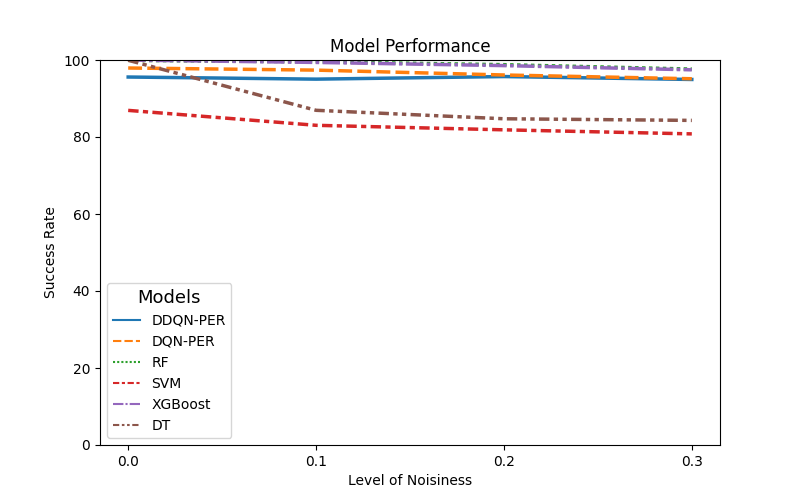 Model Performance
100
80
60
40
20
0
Success Rate
Models
DDQN-PER
DQN-PER
RF
SVM
XGBoost
DT
0.0 0.1 0.2 0.3
Level of Noisiness